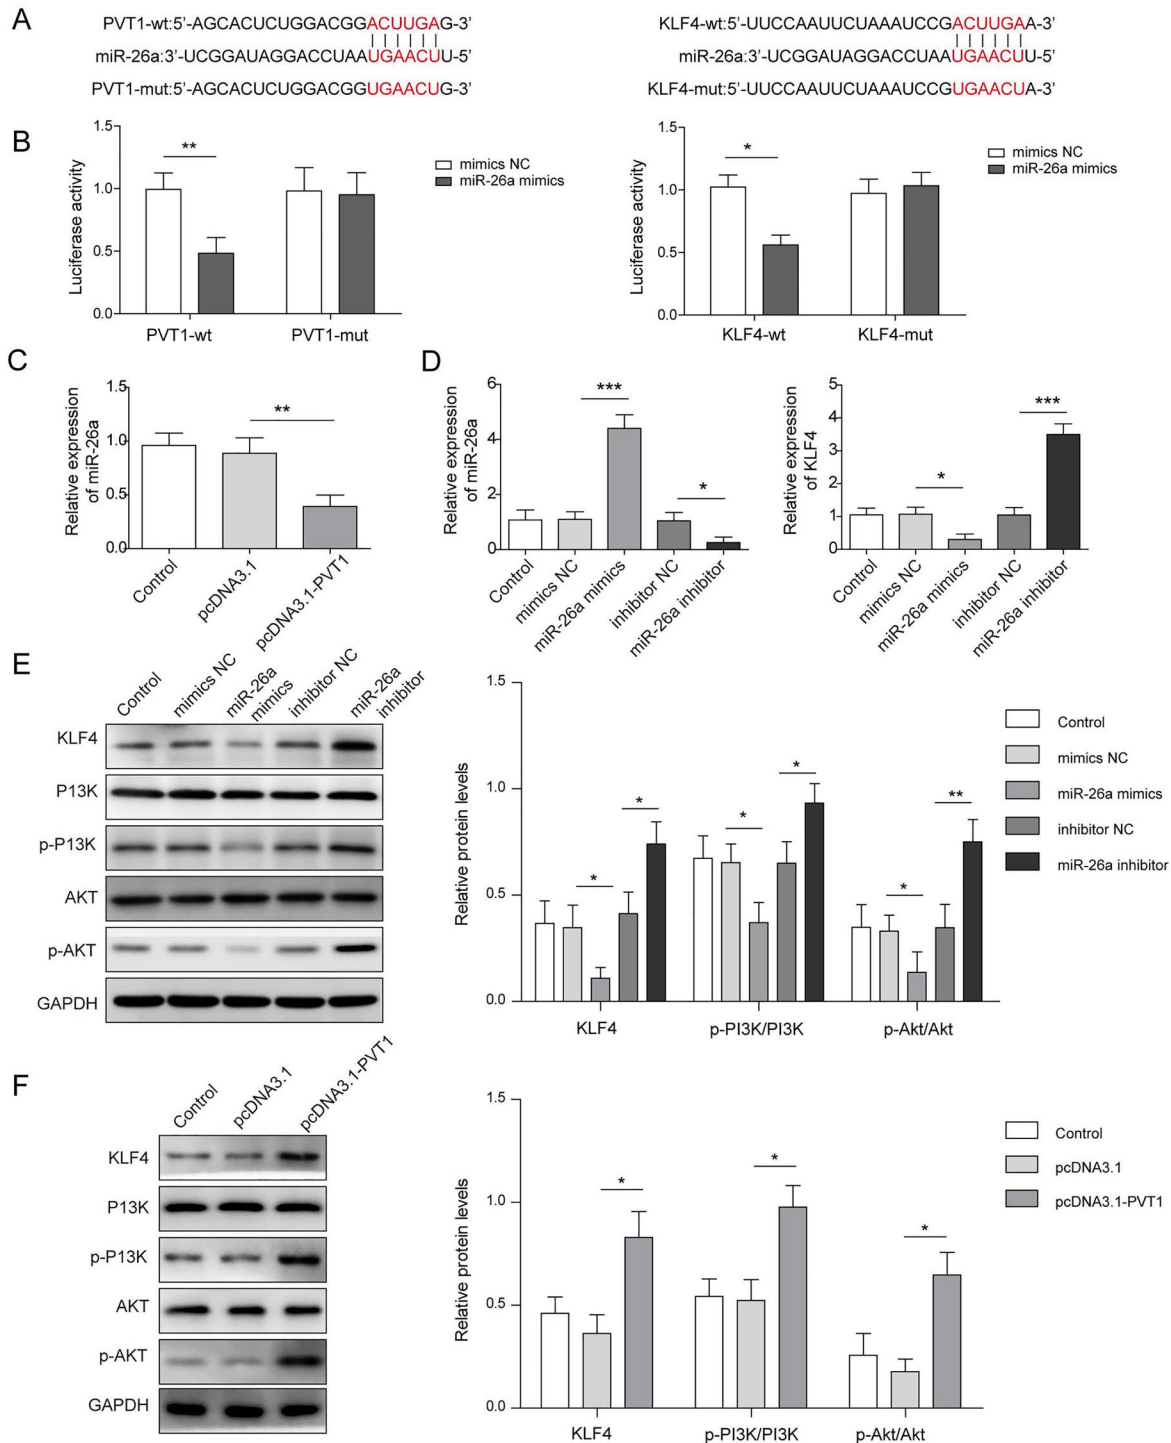 A
PVT1-wt:5’-AGCACUCUGGACGGACUUGAG-3’
miR-26a:3’-UCGGAUAGGACCUAAUGAACUU-5’
PVT1-mut:5’-AGCACUCUGGACGGUGAACUG-3’
KLF4-wt:5’-UUCCAAUUCUAAAUCCGACUUGAA-3’
miR-26a:3’-UCGGAUAGGACCUAAUGAACUU-5’
KLF4-mut:5’-UUCCAAUUCUAAAUCCGUGAACUA-3’
B
Luciferase activity
1.5
1.0
0.5
0.0
**
PVT1-wt
PVT1-mut
mimics NC
miR-26a mimics
Luciferase activity
1.5
1.0
0.5
0.0
*
KLF4-wt
KLF4-mut
mimics NC
miR-26a mimics
C
Relative expression
of miR-26a
1.5
1.0
0.5
0.0
**
Control
pcDNA3.1
pcDNA3.1-PVT1
D
Relative expression
of miR-26a
6
4
2
0
***
*
Control
mimics NC
miR-26a mimics
inhibitor NC
miR-26a inhibitor
Relative expression
of KLF4
5
4
3
2
1
0
*
***
Control
mimics NC
miR-26a mimics
inhibitor NC
miR-26a inhibitor
E
Control
mimics NC
miR-26a
mimics
inhibitor NC
miR-26a
inhibitor
KLF4
P13K
p-P13K
AKT
p-AKT
GAPDH
Relative protein levels
1.5
1.0
0.5
0.0
*
*
*
*
*
**
KLF4
p-PI3K/PI3K
p-Akt/Akt
Control
mimics NC
miR-26a mimics
inhibitor NC
miR-26a inhibitor
F
Control
pcDNA3.1
pcDNA3.1-PVT1
KLF4
P13K
p-P13K
AKT
p-AKT
GAPDH
Relative protein levels
1.5
1.0
0.5
0.0
*
*
*
KLF4
p-PI3K/PI3K
p-Akt/Akt
Control
pcDNA3.1
pcDNA3.1-PVT1